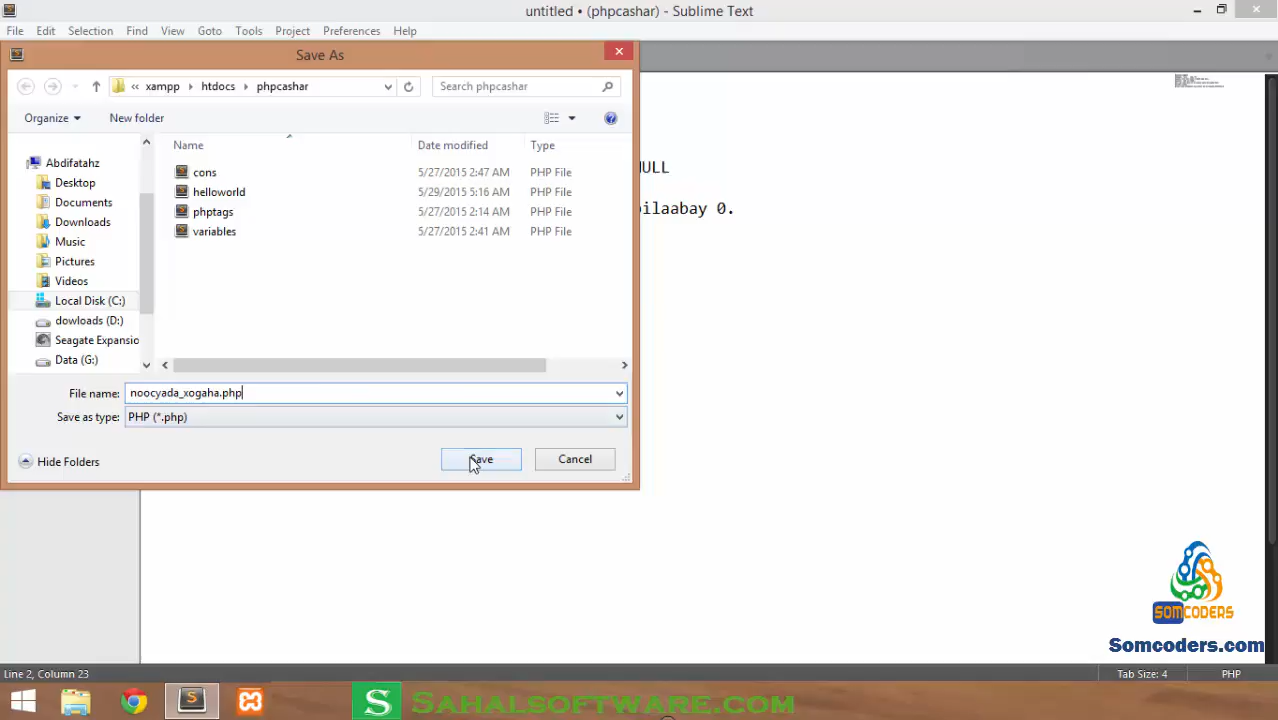 untitled • (phpcashar) - Sublime Text
File Edit Selection Find View Goto Tools Project Preferences Help
Save As
« xampp htdocs phpcashar
Search phpcashar
Organize New folder
Name Date modified Type
Abdifatahz
Desktop
Documents
Downloads
Music
Pictures
Videos
Local Disk (C:)
dowloads (D:)
Seagate Expansio
Data (G:)
cons 5/27/2015 2:47 AM PHP File
helloworld 5/29/2015 5:16 AM PHP File
phptags 5/27/2015 2:14 AM PHP File
variables 5/27/2015 2:41 AM PHP File
File name: noocyada_xogaha.php
Save as type: PHP (*.php)
Hide Folders
Save Cancel
NULL
bilaabay 0.
SOMCODERS
Somcoders.com
Line 2, Column 23
Tab Size: 4 PHP
S Sahalsoftware.com